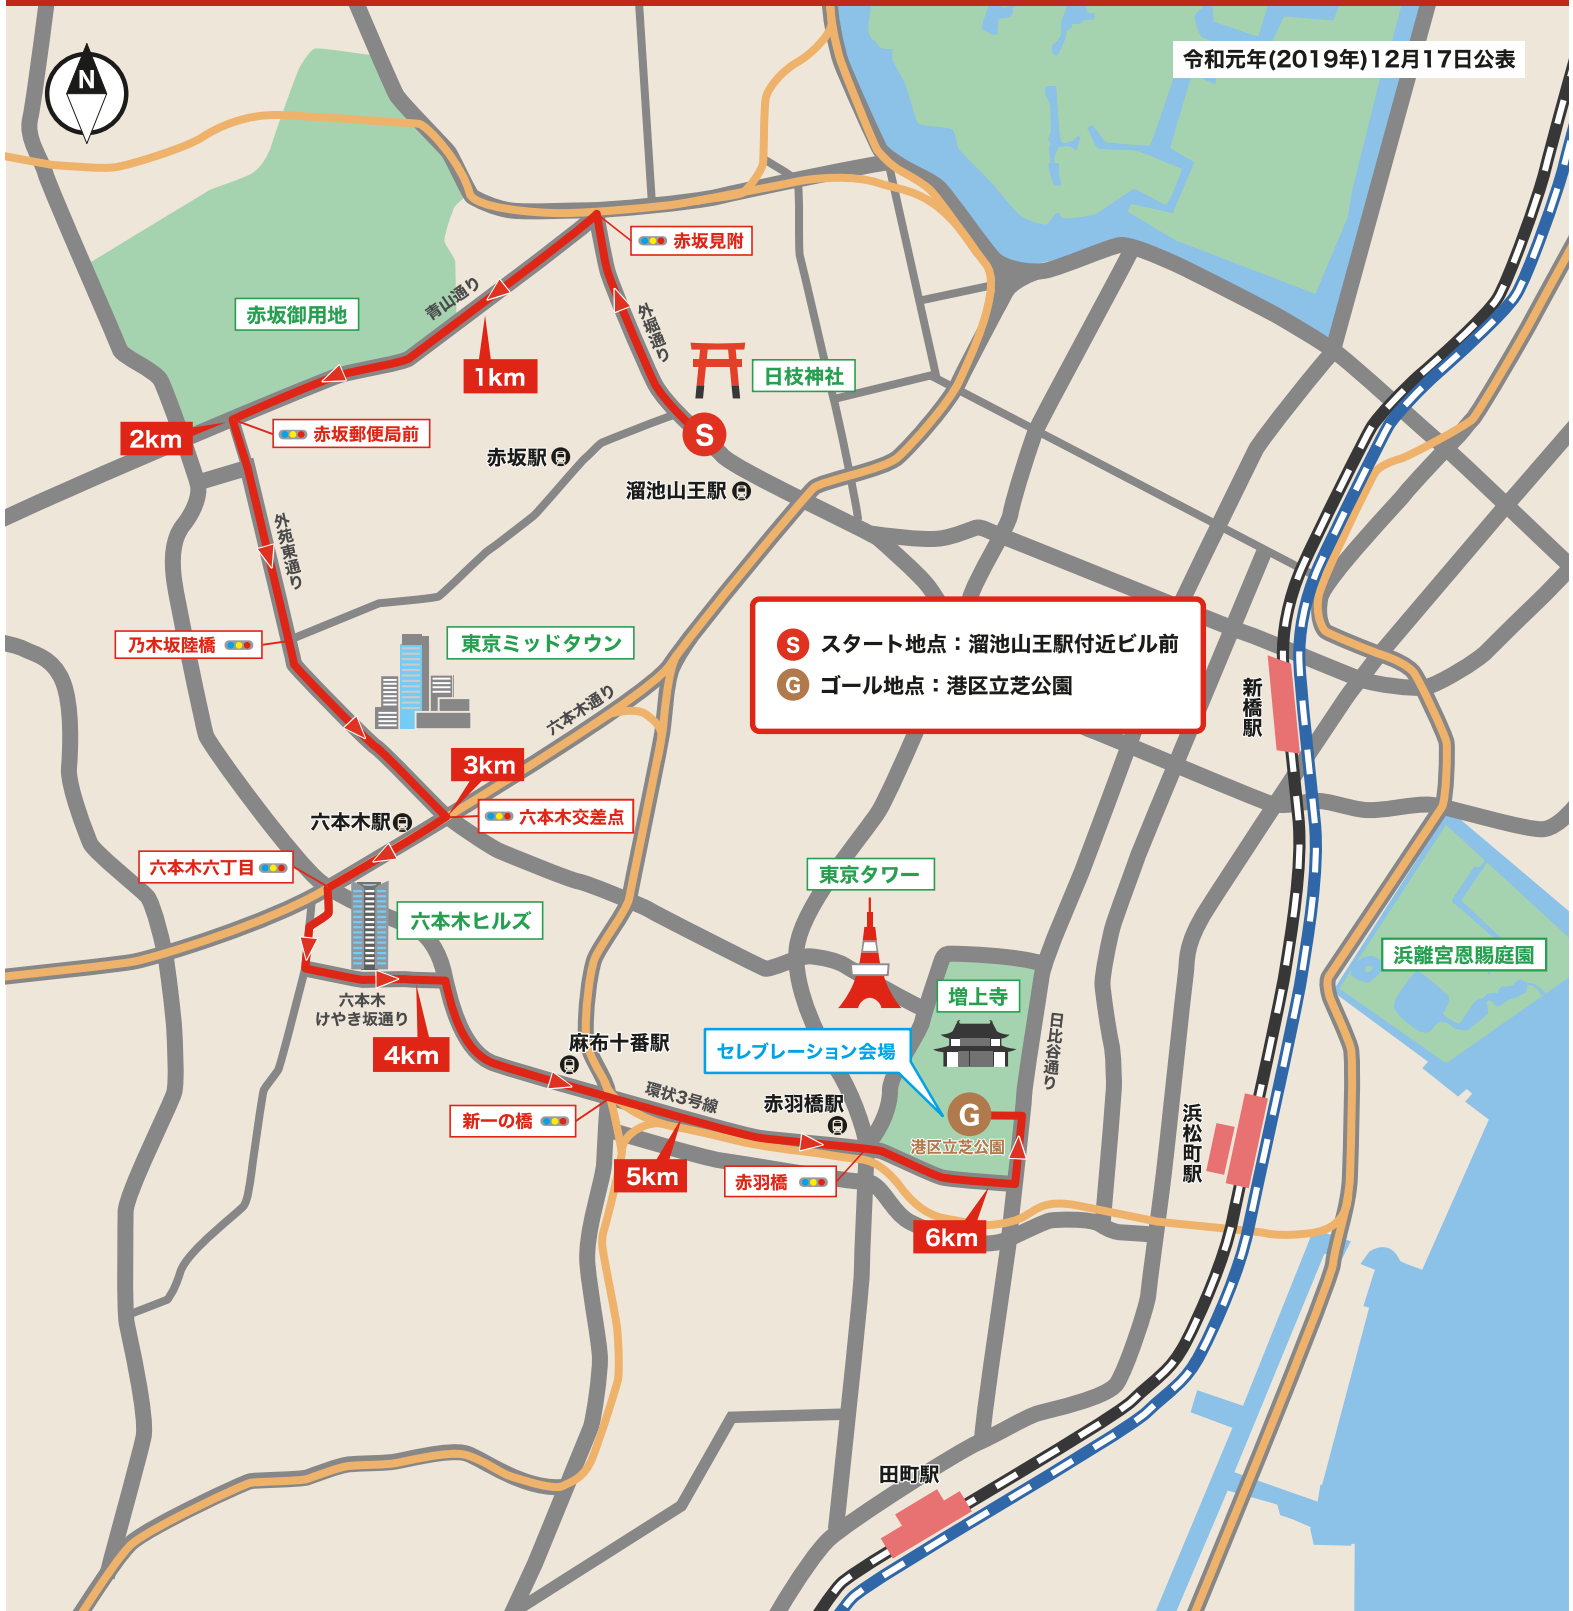 令和元年(2019年)12月17日公表
N
赤坂見附
青山通り
赤坂御用地
外堀通り
1km
日枝神社
2km
赤坂郵便局前
S
赤坂駅
溜池山王駅
外苑東通り
乃木坂陸橋
東京ミッドタウン
S スタート地点：溜池山王駅付近ビル前
G ゴール地点：港区立芝公園
新橋駅
六本木通り
3km
六本木交差点
六本木駅
六本木六丁目
東京タワー
六本木ヒルズ
浜離宮恩賜庭園
増上寺
六本木
けやき坂通り
日比谷通り
4km
麻布十番駅
セレブレーション会場
環状3号線
赤羽橋駅
G
新一の橋
港区立芝公園
浜松町駅
5km
赤羽橋
6km
田町駅